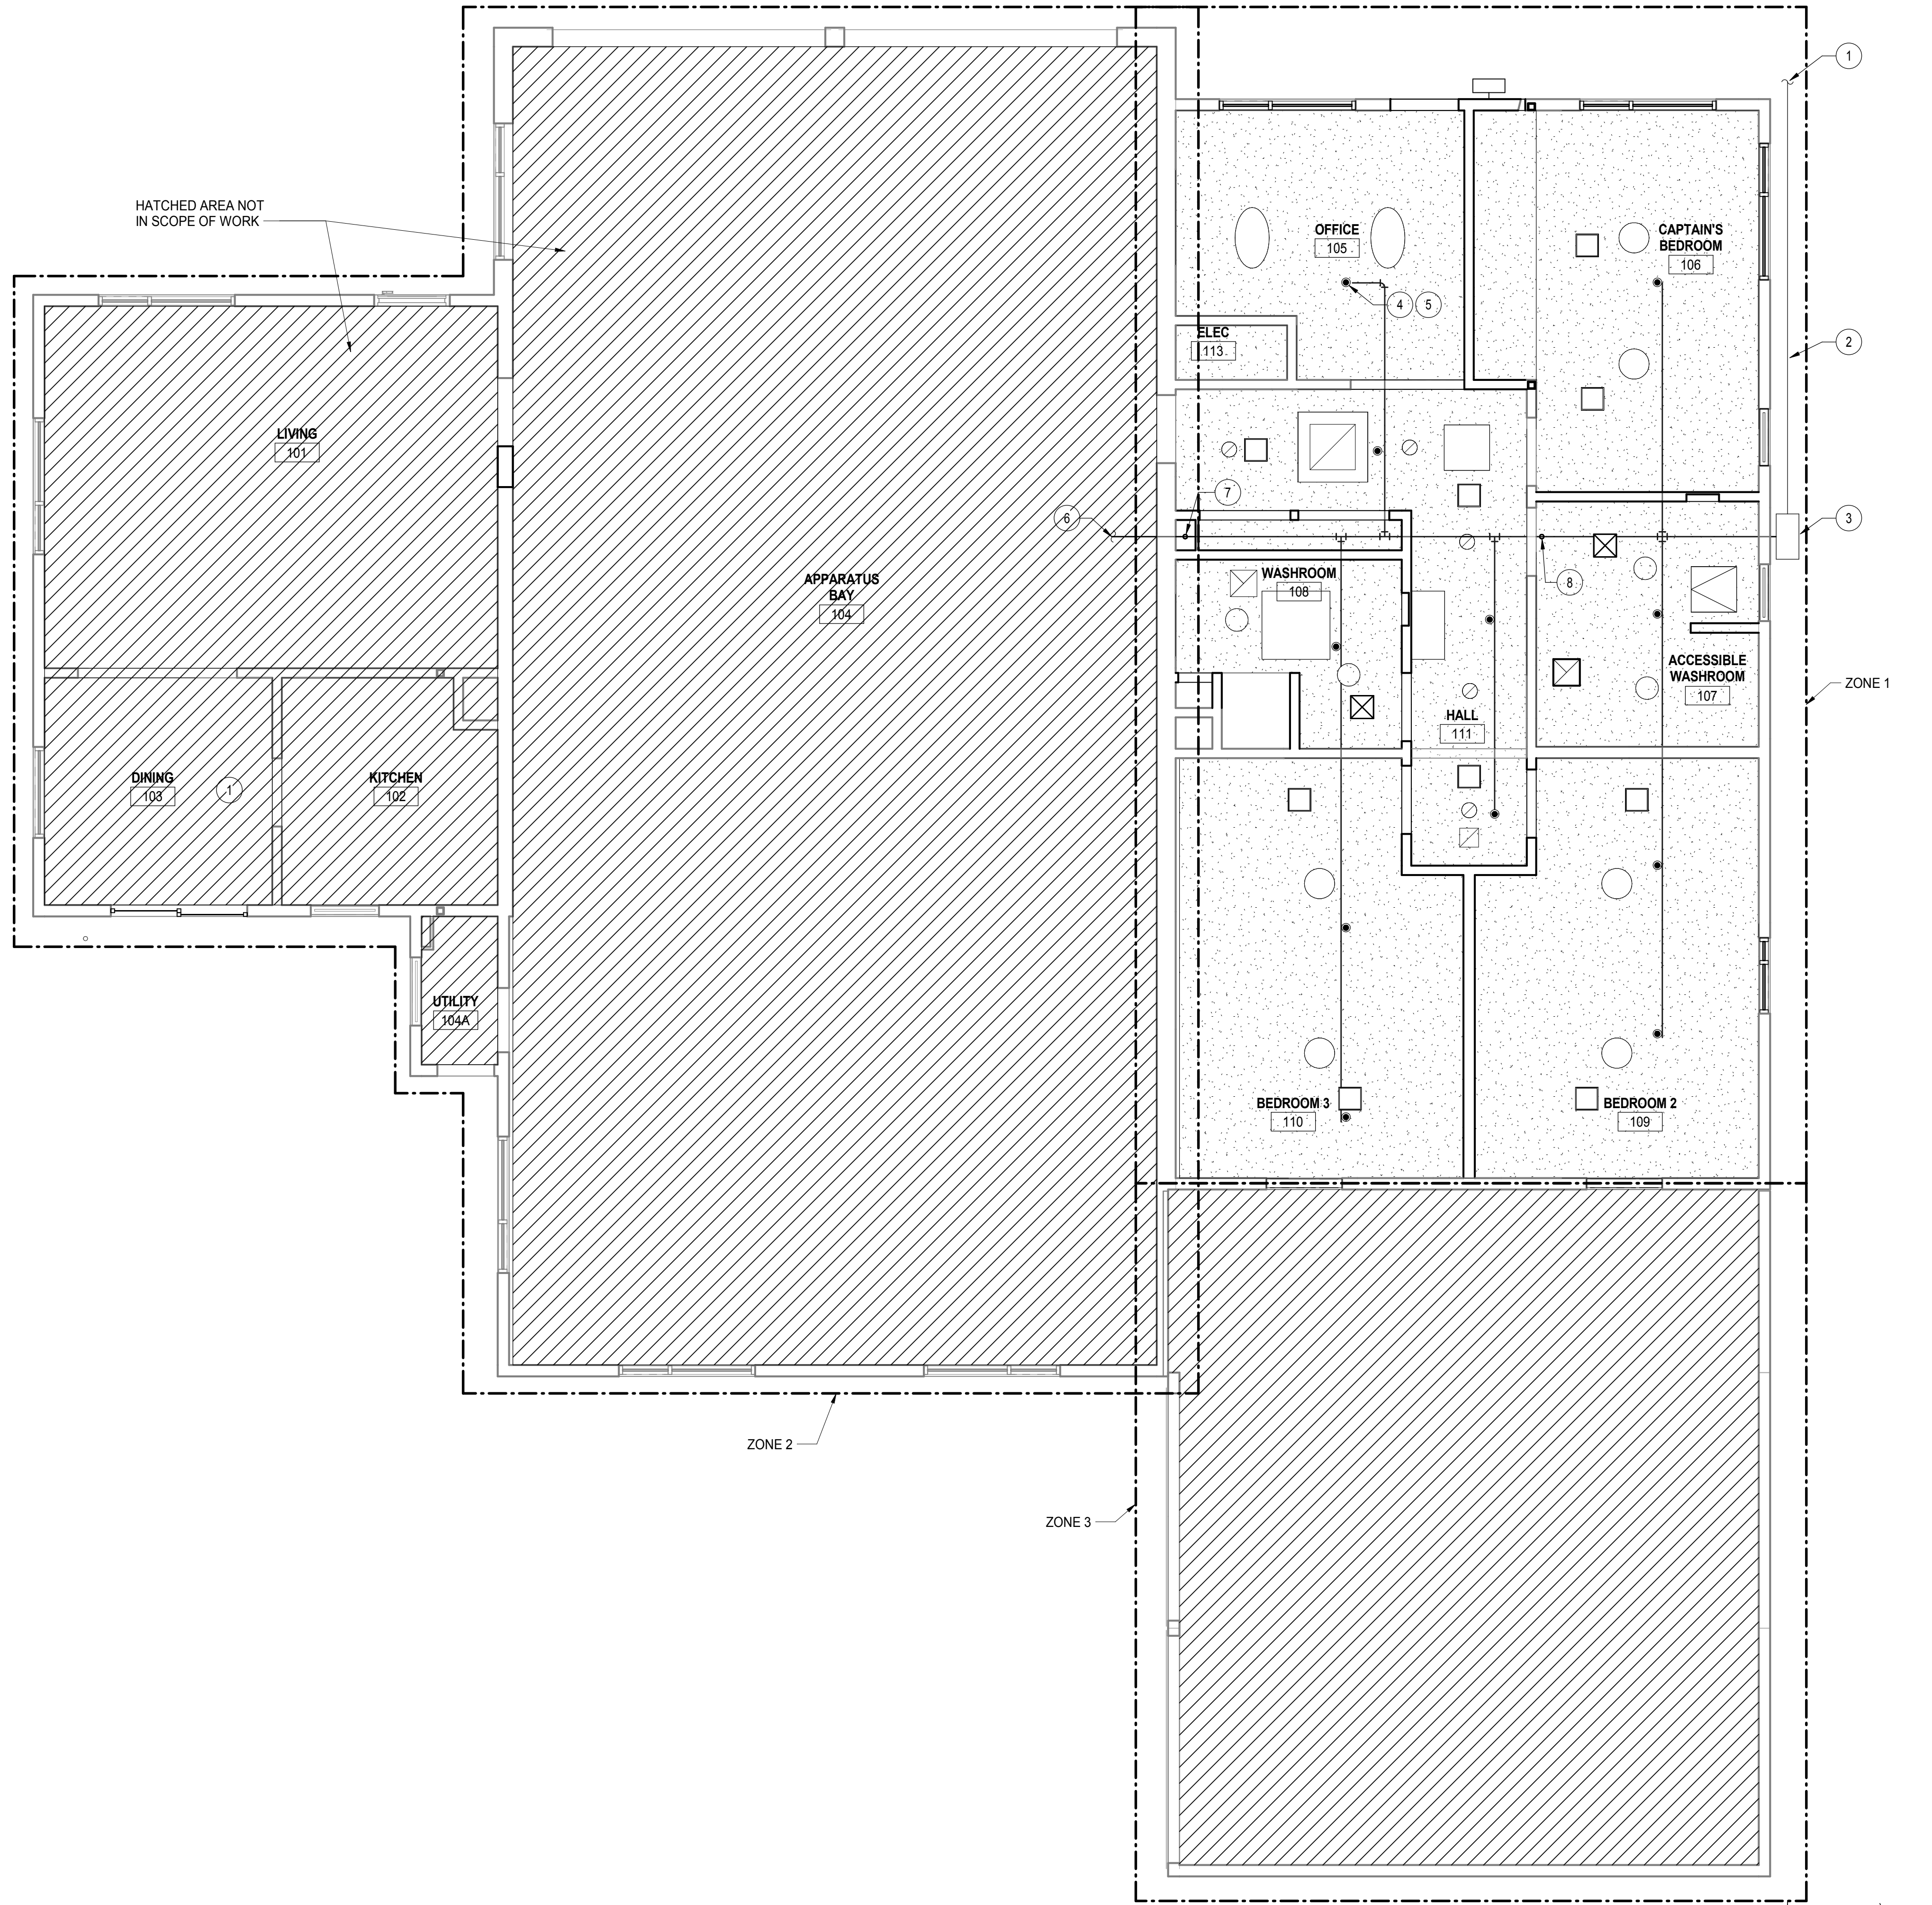 1
HATCHED AREA NOT
IN SCOPE OF WORK
OFFICE
105
CAPTAIN'S
BEDROOM
106
4
5
ELEC
113
2
LIVING
101
7
6
3
APPARATUS
BAY
104
WASHROOM
108
8
ACCESSIBLE
WASHROOM
107
ZONE 1
HALL
111
DINING
103
1
KITCHEN
102
UTILITY
104A
BEDROOM 3
110
BEDROOM 2
109
ZONE 2
ZONE 3